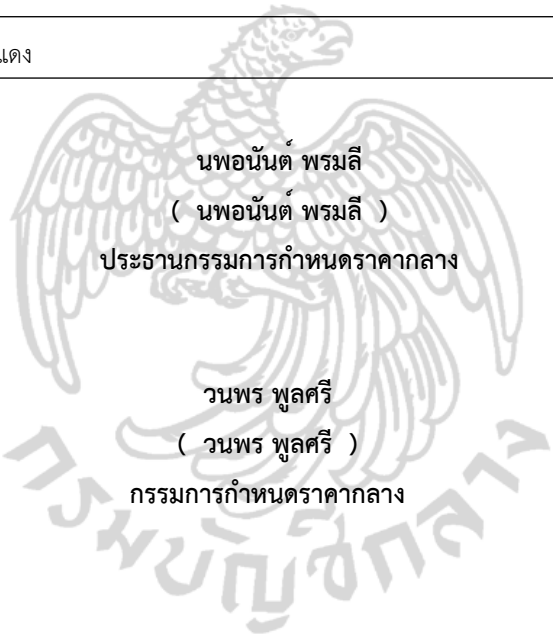 แดง
นพอนันต์ พรมลี
( นพอนันต์ พรมลี )
ประธานกรรมการกำหนดราคากลาง
วนพร พูลศรี
( วนพร พูลศรี )
กรรมการกำหนดราคากลาง
กรมบัญชีกลาง